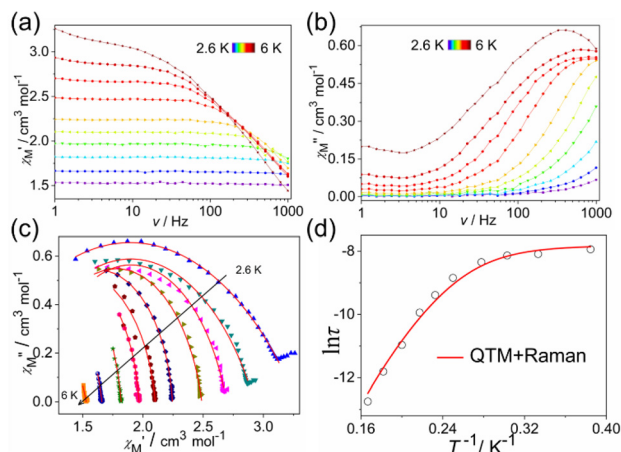 (a)
2.6 K 6 K
χM' / cm3 mol-1
3.0
2.5
2.0
1.5
1 10 100 1000
ν / Hz
(b)
2.6 K 6 K
χM'' / cm3 mol-1
0.60
0.45
0.30
0.15
0.00
1 10 100 1000
ν / Hz
(c)
2.6 K
6 K
χM'' / cm3 mol-1
0.6
0.4
0.2
0.0
1.5 2.0 2.5 3.0
χM' / cm3 mol-1
(d)
QTM+Raman
lnτ
-8
-10
-12
0.16 0.24 0.32 0.40
T-1/ K-1